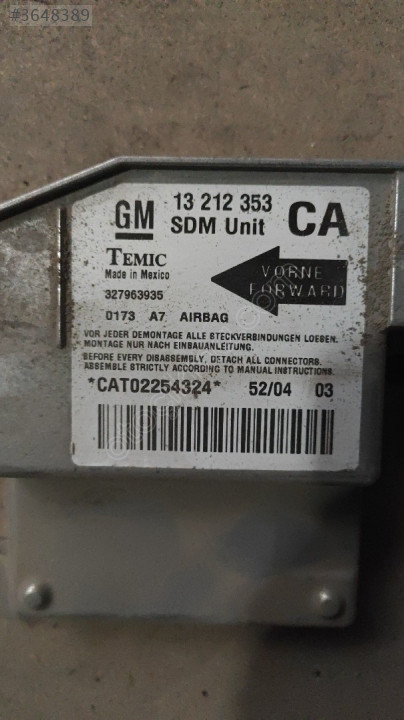 #3648389
GM 13 212 353 CA
SDM Unit
TEMIC
Made in Mexico
VORNE
FORWARD
327963935
0173 A7 AIRBAG
VOR JEDER DEMONTAGE ALLE STECKVERBINDUNGEN LOESEN.
MONTAGE NUR NACH EINBAUANLEITUNG.
BEFORE EVERY DISASSEMBLY, DETACH ALL CONNECTORS.
ASSEMBLE STRICTLY ACCORDING TO MANUAL INSTRUCTIONS.
*CAT02254324* 52/04 03